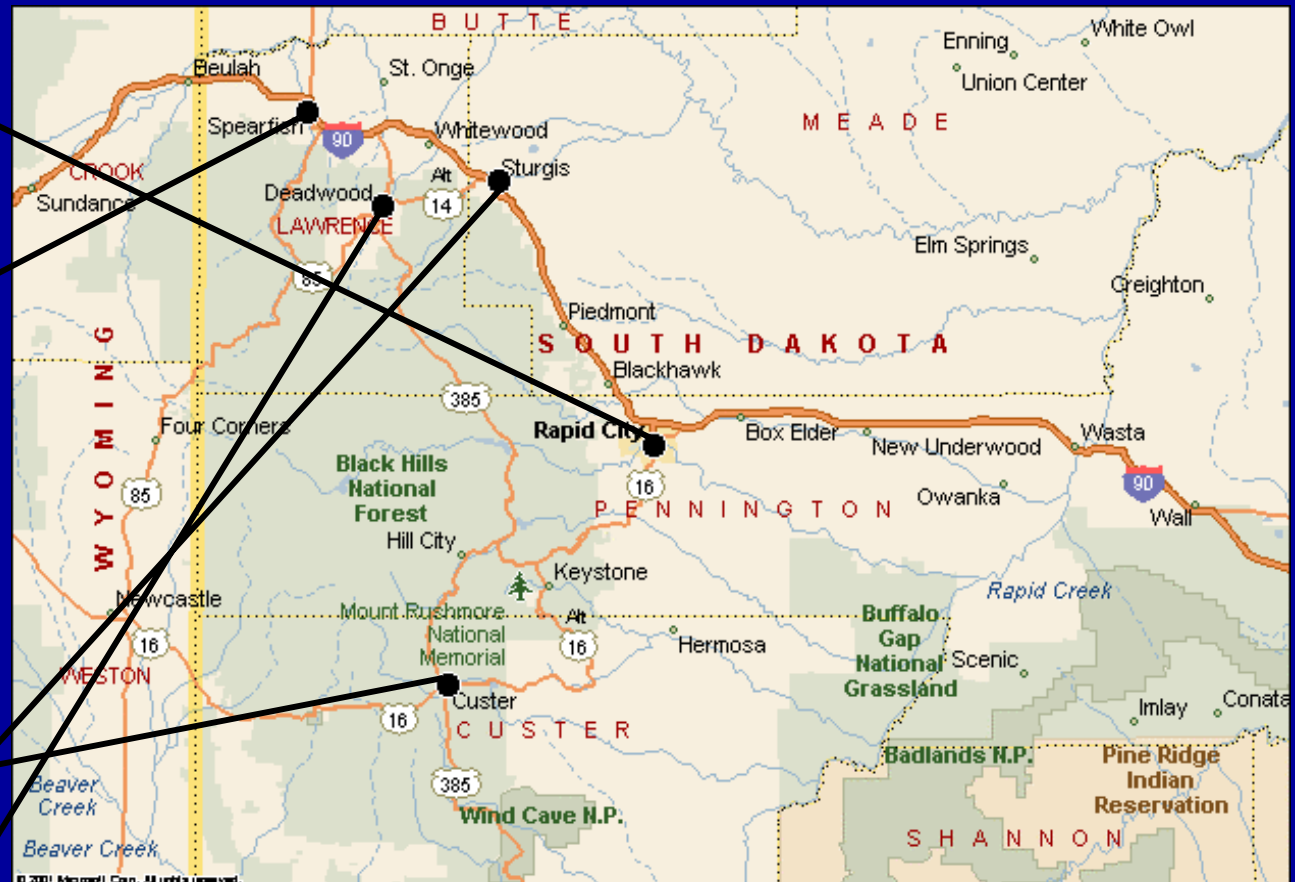 BUTTE
White Owl
Enning
Beulah
St. Onge
Union Center
Spearfish
90
Whitewood
MEADE
CROOK
Sturgis
Alt
Sundance
Deadwood
14
LAWRENCE
Elm Springs
85
Creighton
Piedmont
WYOMING
SOUTH DAKOTA
Blackhawk
385
Four Corners
Rapid City
Box Elder
New Underwood
Wasta
Black Hills
National
Forest
85
16
90
Owanka
PENNINGTON
Wall
Hill City
Keystone
Rapid Creek
Newcastle
Mount Rushmore
National
Memorial
Alt
16
16
Hermosa
Buffalo
Gap
National
Grassland
Scenic
WESTON
Custer
16
CUSTER
Imlay
Conata
Badlands N.P.
Pine Ridge
Indian
Reservation
385
Beaver
Creek
Wind Cave N.P.
SHANNON
Beaver Creek